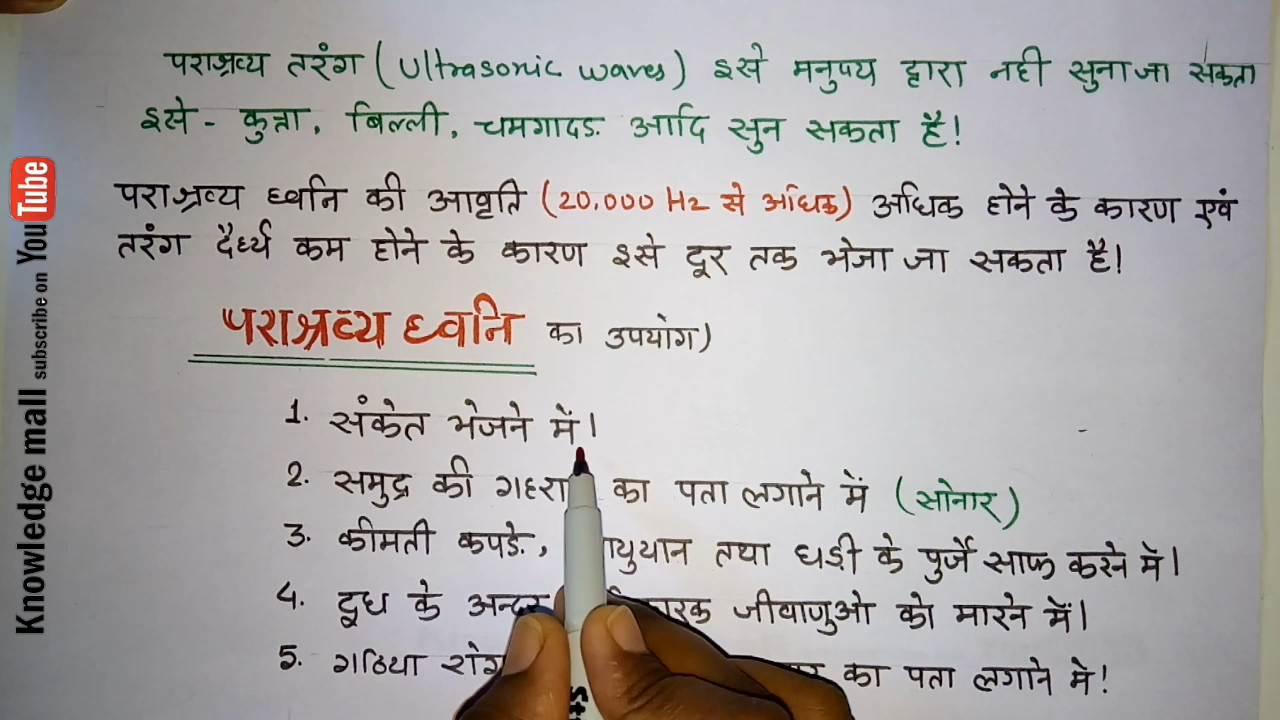 पराश्रव्य तरंग (Ultrasonic waves) इसे मनुष्य द्वारा नही सुना जा सकता
इसे - कुत्ता, बिल्ली, चमगादड़ आदि सुन सकता है!
पराश्रव्य ध्वनि की आवृति (20,000 Hz से अधिक) अधिक होने के कारण एवं
तरंग दैर्ध्य कम होने के कारण इसे दूर तक भेजा जा सकता है!
पराश्रव्य ध्वनि का उपयोग)
1. संकेत भेजने में।
2. समुद्र की का पता लगाने में (सोनार)
3. कीमती कपड़े, तथा घड़ी के पुर्जे साफ करने में।
4. दूध के अन्दर जीवाणुओ को मारने में।
5. गठिया का पता लगाने मे!
Knowledge mall subscribe on YouTube